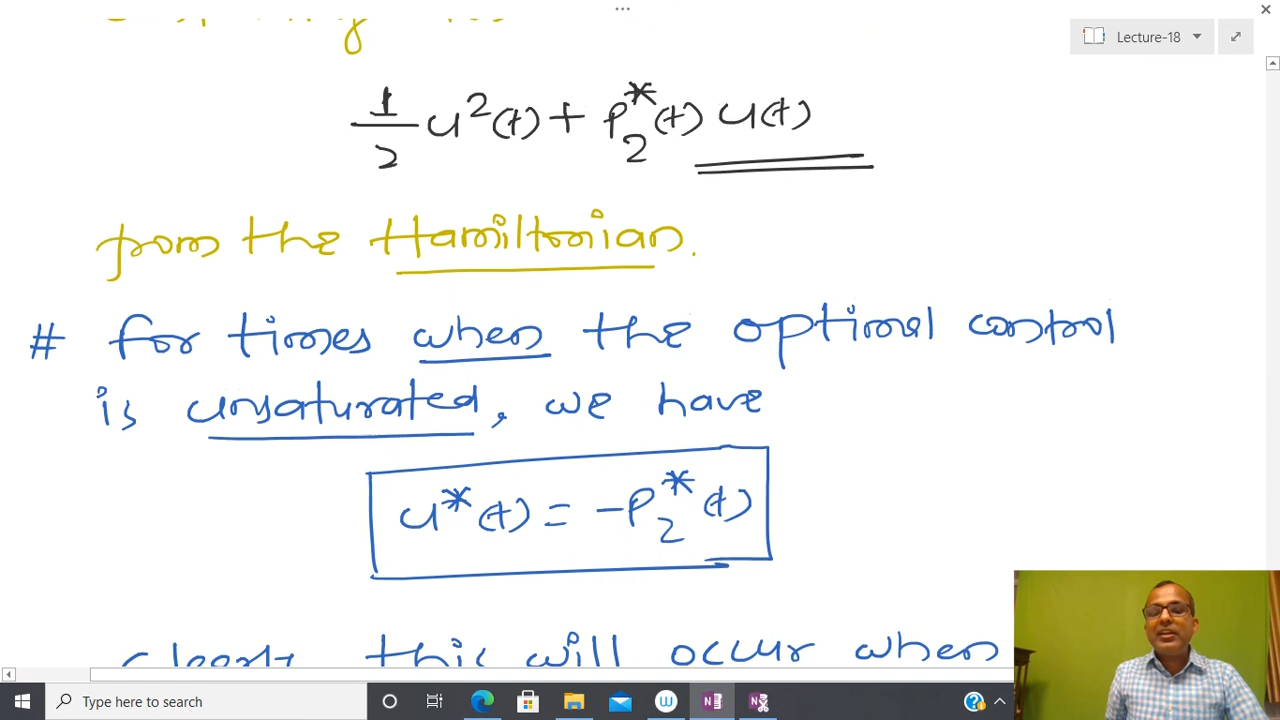 ...
Lecture-18
1/2 u²(t) + P₂*(t) u(t)
from the Hamiltonian.
# for times when the optimal control
is unsaturated, we have
u*(t) = -P₂*(t)
this will occur when
Type here to search